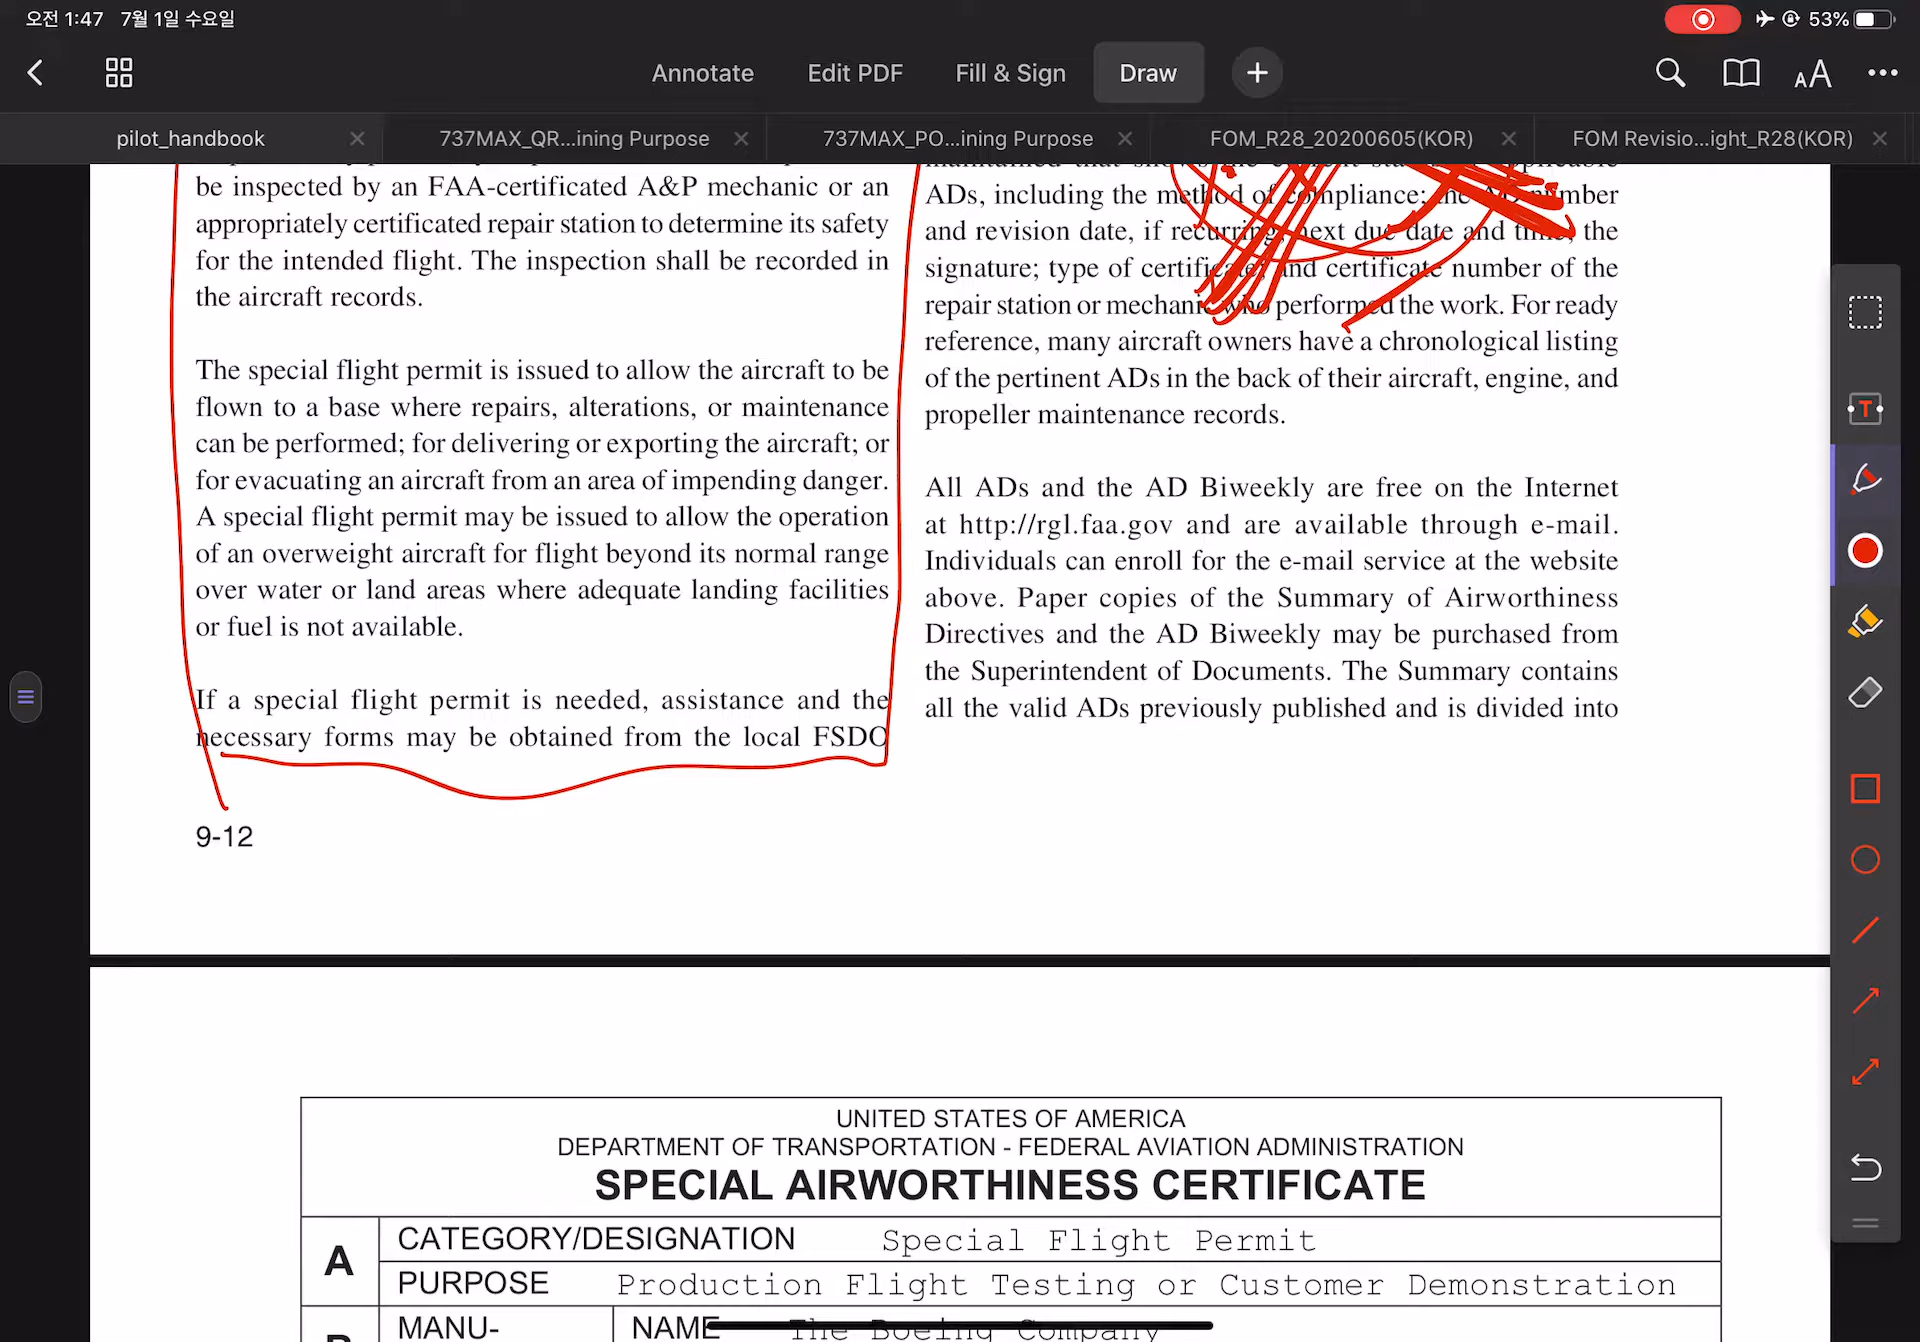 오전 1:47 7월 1일 수요일
53%
Annotate Edit PDF Fill & Sign Draw
pilot_handbook
737MAX_QR...ining Purpose
737MAX_PO...ining Purpose
FOM_R28_20200605(KOR)
FOM Revisio...ight_R28(KOR)
be inspected by an FAA-certificated A&P mechanic or an
appropriately certificated repair station to determine its safety
for the intended flight. The inspection shall be recorded in
the aircraft records.
The special flight permit is issued to allow the aircraft to be
flown to a base where repairs, alterations, or maintenance
can be performed; for delivering or exporting the aircraft; or
for evacuating an aircraft from an area of impending danger.
A special flight permit may be issued to allow the operation
of an overweight aircraft for flight beyond its normal range
over water or land areas where adequate landing facilities
or fuel is not available.
If a special flight permit is needed, assistance and the
necessary forms may be obtained from the local FSDO
9-12
ADs, including the method of compliance; the AD number
and revision date, if recurring, next due date and time, the
signature; type of certificate, and certificate number of the
repair station or mechanic who performed the work. For ready
reference, many aircraft owners have a chronological listing
of the pertinent ADs in the back of their aircraft, engine, and
propeller maintenance records.
All ADs and the AD Biweekly are free on the Internet
at http://rgl.faa.gov and are available through e-mail.
Individuals can enroll for the e-mail service at the website
above. Paper copies of the Summary of Airworthiness
Directives and the AD Biweekly may be purchased from
the Superintendent of Documents. The Summary contains
all the valid ADs previously published and is divided into
UNITED STATES OF AMERICA
DEPARTMENT OF TRANSPORTATION - FEDERAL AVIATION ADMINISTRATION
SPECIAL AIRWORTHINESS CERTIFICATE
A
CATEGORY/DESIGNATION Special Flight Permit
PURPOSE Production Flight Testing or Customer Demonstration
MANU-
NAME The Boeing Company